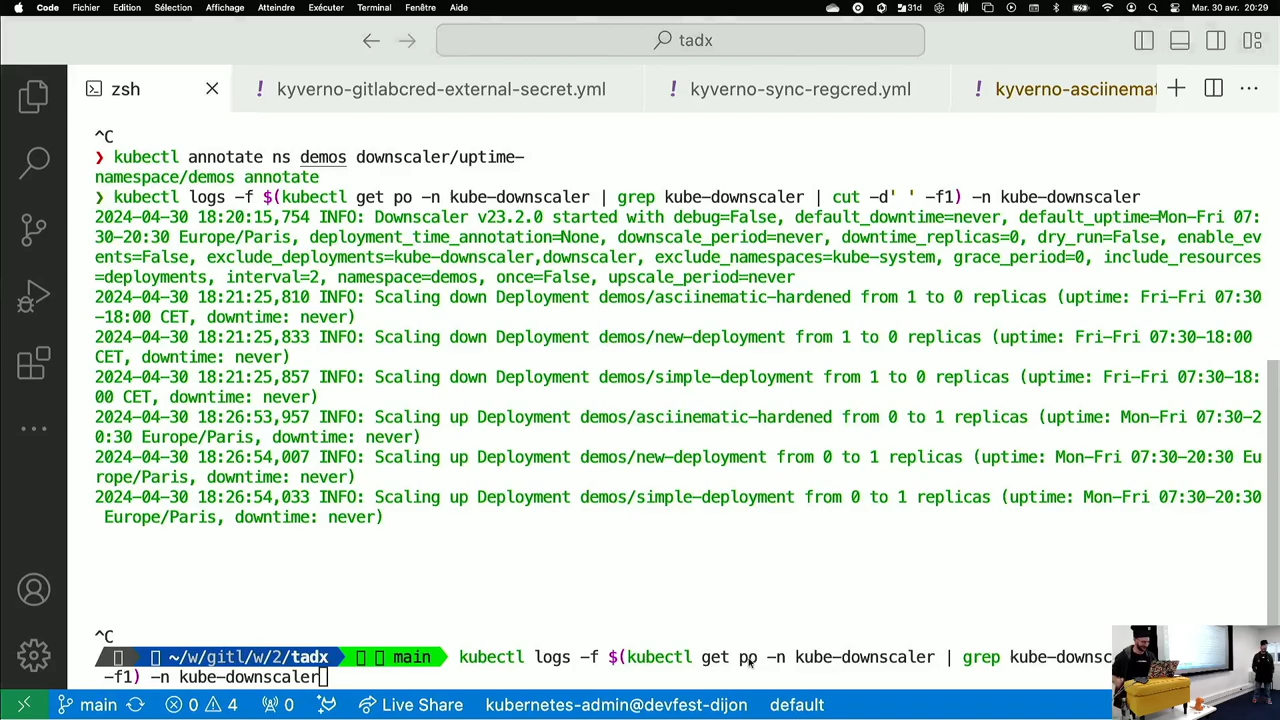 Code Fichier Edition Sélection Affichage Atteindre Exécuter Terminal Fenêtre Aide 31d Mar. 30 avr. 20:29
tadx
zsh
kyverno-gitlabcred-external-secret.yml
kyverno-sync-regcred.yml
kyverno-asciinemat
^C
❯ kubectl annotate ns demos downscaler/uptime-
namespace/demos annotate
❯ kubectl logs -f $(kubectl get po -n kube-downscaler | grep kube-downscaler | cut -d' ' -f1) -n kube-downscaler
2024-04-30 18:20:15,754 INFO: Downscaler v23.2.0 started with debug=False, default_downtime=never, default_uptime=Mon-Fri 07:
30-20:30 Europe/Paris, deployment_time_annotation=None, downscale_period=never, downtime_replicas=0, dry_run=False, enable_ev
ents=False, exclude_deployments=kube-downscaler,downscaler, exclude_namespaces=kube-system, grace_period=0, include_resources
=deployments, interval=2, namespace=demos, once=False, upscale_period=never
2024-04-30 18:21:25,810 INFO: Scaling down Deployment demos/asciinematic-hardened from 1 to 0 replicas (uptime: Fri-Fri 07:30
-18:00 CET, downtime: never)
2024-04-30 18:21:25,833 INFO: Scaling down Deployment demos/new-deployment from 1 to 0 replicas (uptime: Fri-Fri 07:30-18:00
CET, downtime: never)
2024-04-30 18:21:25,857 INFO: Scaling down Deployment demos/simple-deployment from 1 to 0 replicas (uptime: Fri-Fri 07:30-18:
00 CET, downtime: never)
2024-04-30 18:26:53,957 INFO: Scaling up Deployment demos/asciinematic-hardened from 0 to 1 replicas (uptime: Mon-Fri 07:30-2
0:30 Europe/Paris, downtime: never)
2024-04-30 18:26:54,007 INFO: Scaling up Deployment demos/new-deployment from 0 to 1 replicas (uptime: Mon-Fri 07:30-20:30 Eu
rope/Paris, downtime: never)
2024-04-30 18:26:54,033 INFO: Scaling up Deployment demos/simple-deployment from 0 to 1 replicas (uptime: Mon-Fri 07:30-20:30
Europe/Paris, downtime: never)
^C
~/w/gitl/w/2/tadx main kubectl logs -f $(kubectl get po -n kube-downscaler | grep kube-downsc
-f1) -n kube-downscaler
main 0 4 0 Live Share kubernetes-admin@devfest-dijon default